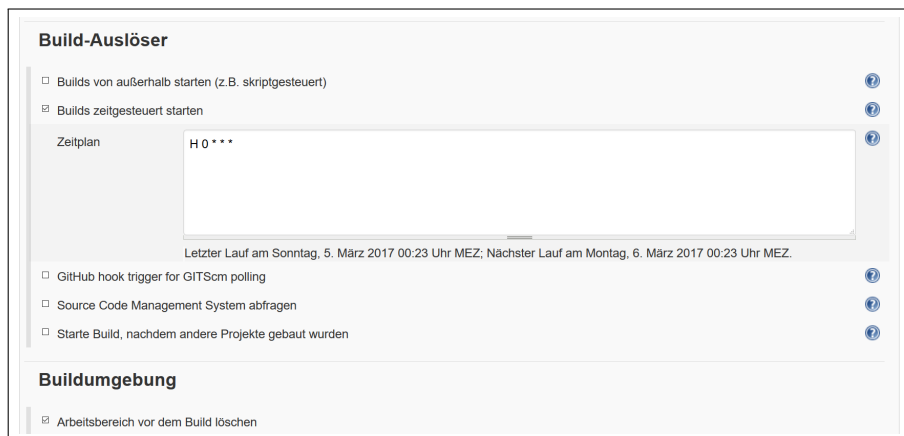 Build-Auslöser
Builds von außerhalb starten (z.B. skriptgesteuert)
Builds zeitgesteuert starten
Zeitplan
H 0 * * *
Letzter Lauf am Sonntag, 5. März 2017 00:23 Uhr MEZ; Nächster Lauf am Montag, 6. März 2017 00:23 Uhr MEZ.
GitHub hook trigger for GITScm polling
Source Code Management System abfragen
Starte Build, nachdem andere Projekte gebaut wurden
Buildumgebung
Arbeitsbereich vor dem Build löschen